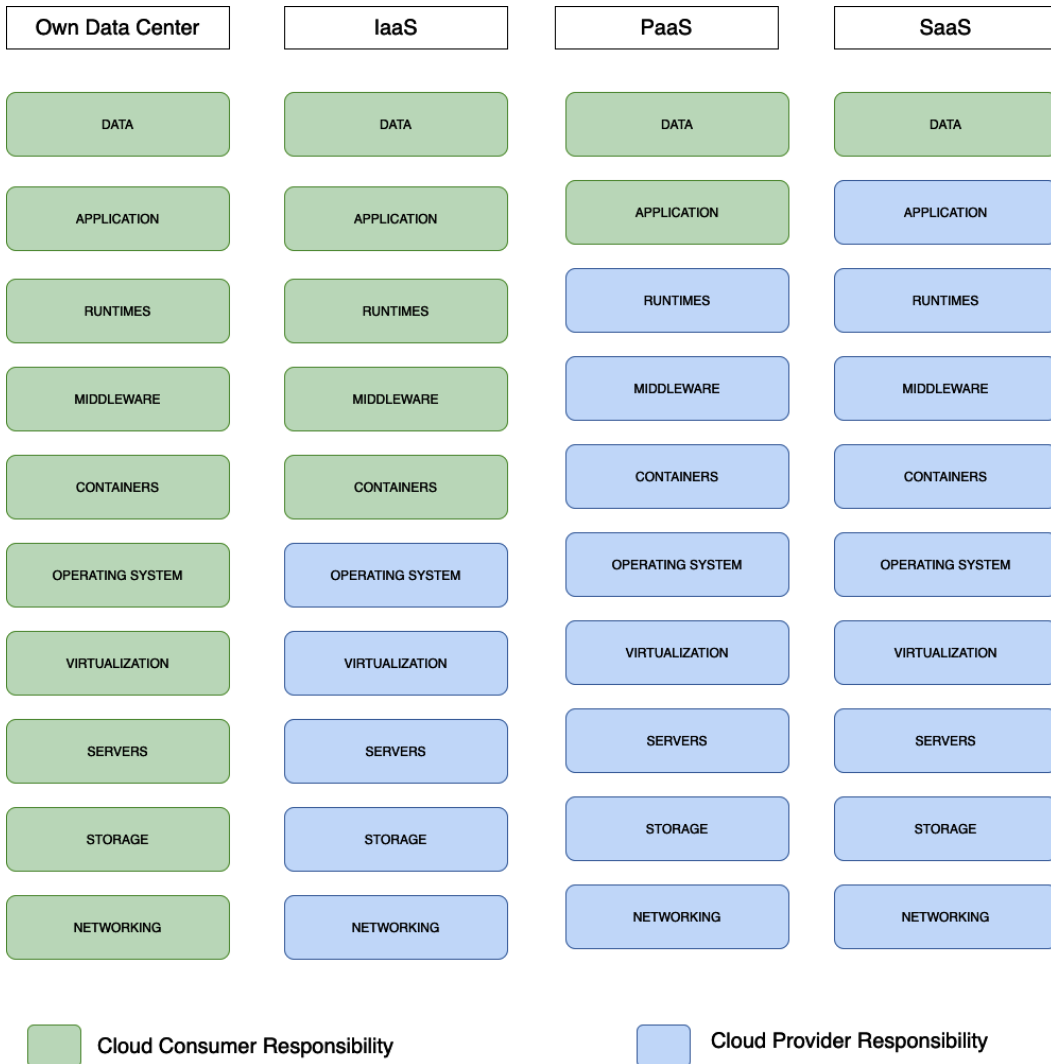 Own Data Center
IaaS
PaaS
SaaS
DATA
DATA
DATA
DATA
APPLICATION
APPLICATION
APPLICATION
APPLICATION
RUNTIMES
RUNTIMES
RUNTIMES
RUNTIMES
MIDDLEWARE
MIDDLEWARE
MIDDLEWARE
MIDDLEWARE
CONTAINERS
CONTAINERS
CONTAINERS
CONTAINERS
OPERATING SYSTEM
OPERATING SYSTEM
OPERATING SYSTEM
OPERATING SYSTEM
VIRTUALIZATION
VIRTUALIZATION
VIRTUALIZATION
VIRTUALIZATION
SERVERS
SERVERS
SERVERS
SERVERS
STORAGE
STORAGE
STORAGE
STORAGE
NETWORKING
NETWORKING
NETWORKING
NETWORKING
Cloud Consumer Responsibility
Cloud Provider Responsibility